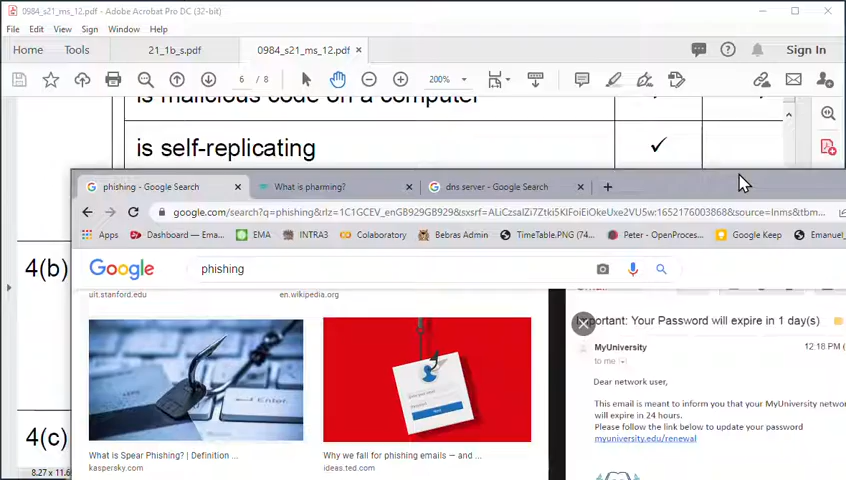 0984_s21_ms_12.pdf - Adobe Acrobat Pro DC (32-bit)
File Edit View Sign Window Help
Home Tools 21_1b_s.pdf 0984_s21_ms_12.pdf × Sign In
6 / 8 200%
is malicious code on a computer
is self-replicating ✓
phishing - Google Search × What is pharming? × dns server - Google Search × +
google.com/search?q=phishing&rlz=1C1GCEV_enGB929GB929&sxsrf=ALiCzsalZi7Ztki5KIFoiEiOkeUxe2VU5w:1652176003868&source=lnms&tbm...
Apps Dashboard — Ema... EMA INTRA3 Colaboratory Bebras Admin TimeTable.PNG (74... Peter - OpenProces... Google Keep Emanuel_
4(b)
Google phishing
uit.stanford.edu en.wikipedia.org
Important: Your Password will expire in 1 day(s)
MyUniversity 12:18 PM
to me
Dear network user,
This email is meant to inform you that your MyUniversity netwo
will expire in 24 hours.
Please follow the link below to update your password
myuniversity.edu/renewal
Enter
4(c)
What is Spear Phishing? | Definition ... Why we fall for phishing emails — and ...
kaspersky.com ideas.ted.com
8.27 x 11.6